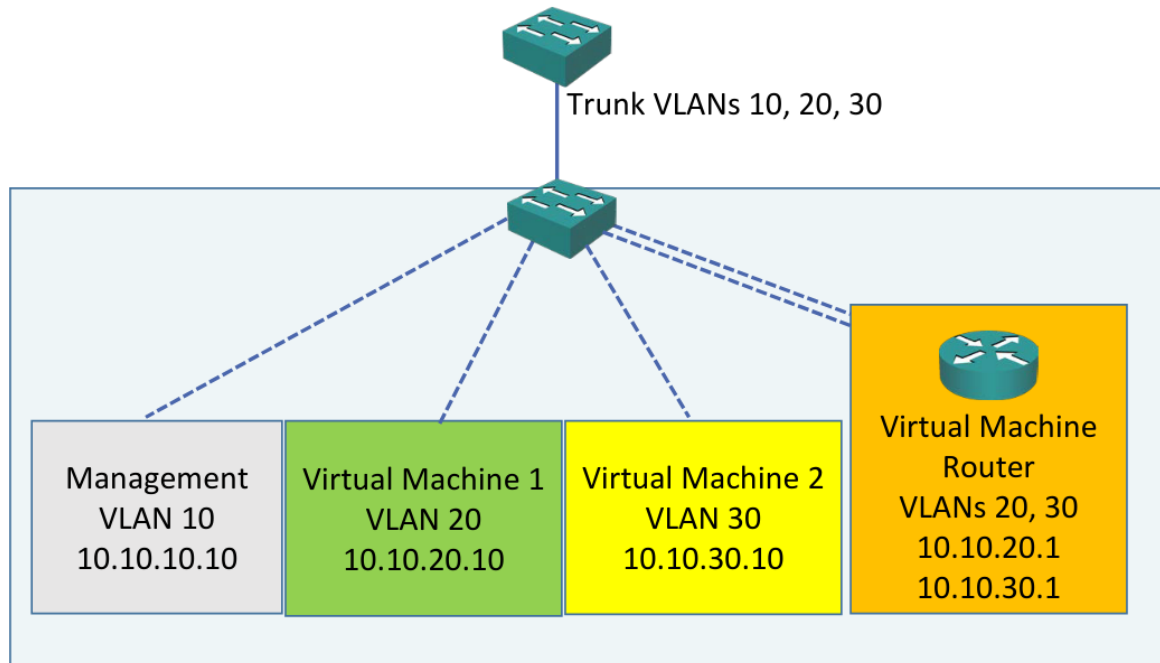 Trunk VLANs 10, 20, 30
Management
VLAN 10
10.10.10.10
Virtual Machine 1
VLAN 20
10.10.20.10
Virtual Machine 2
VLAN 30
10.10.30.10
Virtual Machine
Router
VLANs 20, 30
10.10.20.1
10.10.30.1